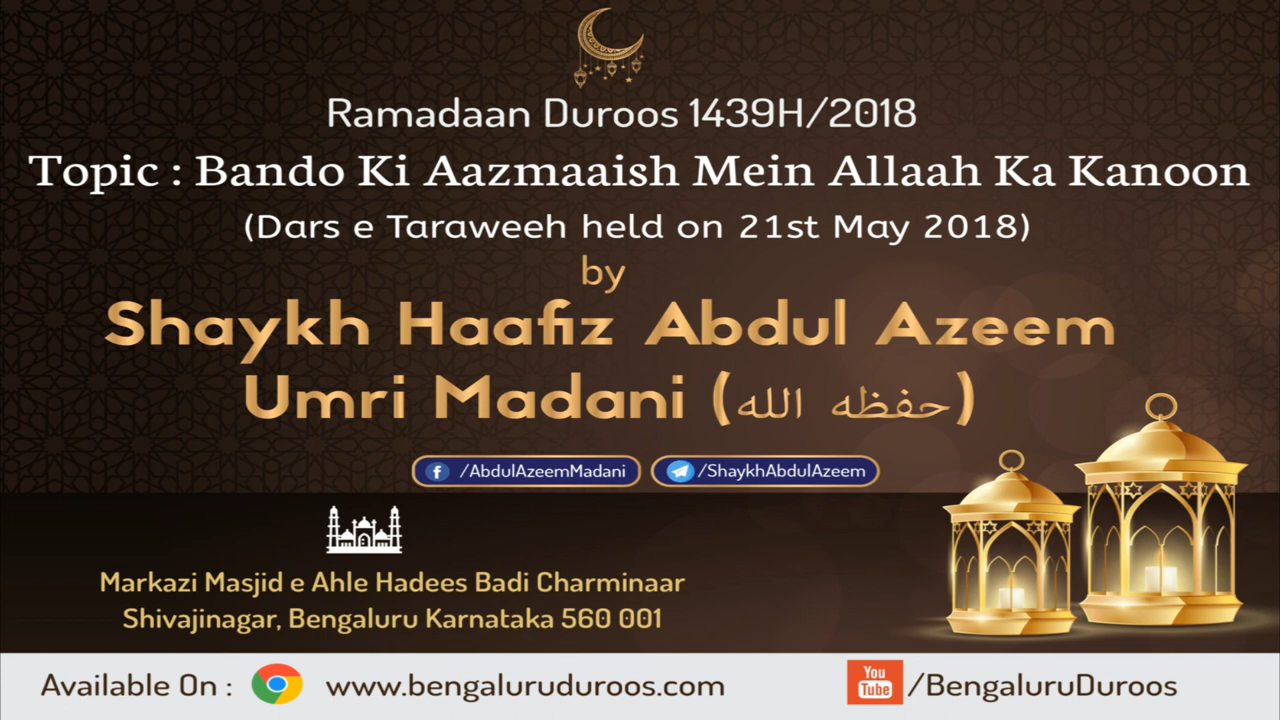 Ramadaan Duroos 1439H/2018
Topic : Bando Ki Aazmaaish Mein Allaah Ka Kanoon
(Dars e Taraweeh held on 21st May 2018)
by
Shaykh Haafiz Abdul Azeem
Umri Madani (حفظه الله)
f /AbdulAzeemMadani /ShaykhAbdulAzeem
Markazi Masjid e Ahle Hadees Badi Charminaar
Shivajinagar, Bengaluru Karnataka 560 001
Available On : www.bengaluruduroos.com You Tube /BengaluruDuroos